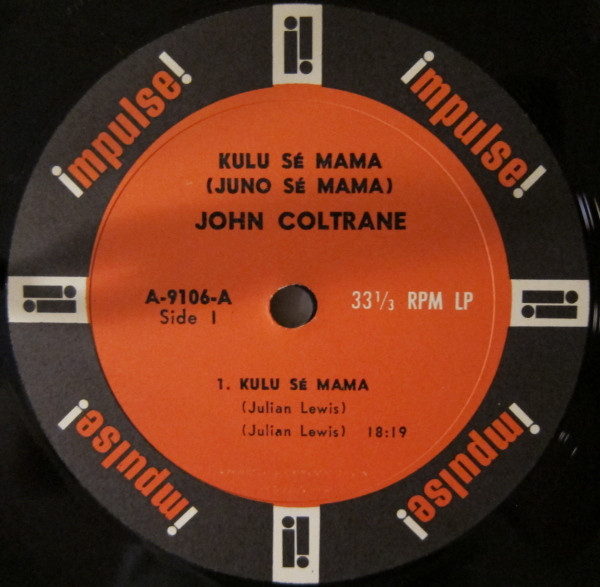 impulse!
impulse!
KULU SÉ MAMA
(JUNO SÉ MAMA)
JOHN COLTRANE
A-9106-A
Side 1
33 1/3 RPM LP
1. KULU SÉ MAMA
(Julian Lewis)
(Julian Lewis) 18:19
impulse!
impulse!